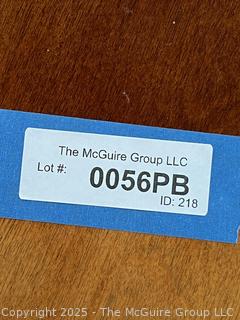 The McGuire Group LLC
Lot #: 0056PB
ID: 218
Copyright 2025 - The McGuire Group LLC